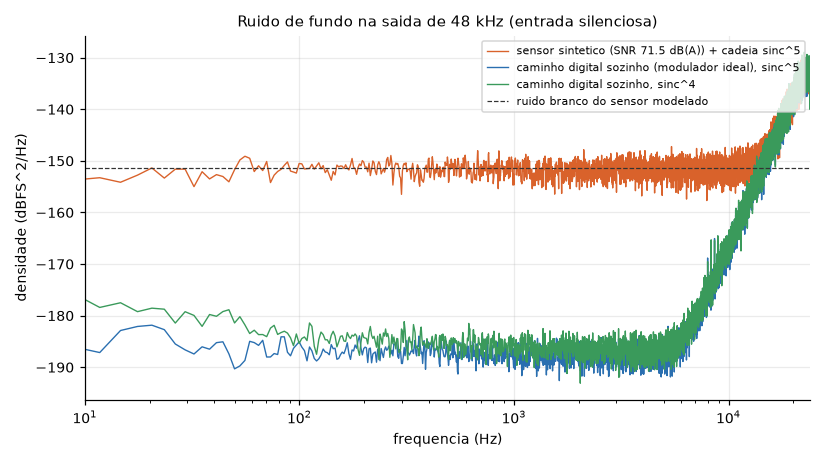 Ruido de fundo na saida de 48 kHz (entrada silenciosa)
sensor sintetico (SNR 71.5 dB(A)) + cadeia sinc^5
caminho digital sozinho (modulador ideal), sinc^5
caminho digital sozinho, sinc^4
ruido branco do sensor modelado
densidade (dBFS^2/Hz)
−130
−140
−150
−160
−170
−180
−190
10^1
10^2
10^3
10^4
frequencia (Hz)